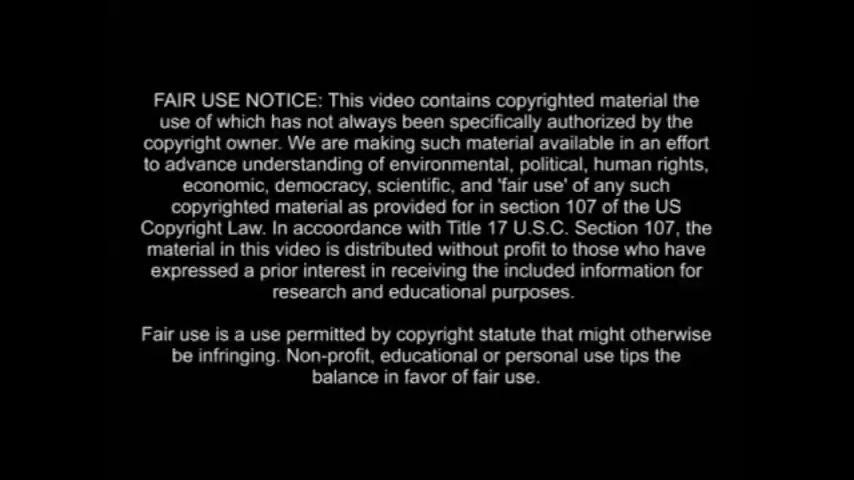 FAIR USE NOTICE: This video contains copyrighted material the
use of which has not always been specifically authorized by the
copyright owner. We are making such material available in an effort
to advance understanding of environmental, political, human rights,
economic, democracy, scientific, and 'fair use' of any such
copyrighted material as provided for in section 107 of the US
Copyright Law. In accoordance with Title 17 U.S.C. Section 107, the
material in this video is distributed without profit to those who have
expressed a prior interest in receiving the included information for
research and educational purposes.
Fair use is a use permitted by copyright statute that might otherwise
be infringing. Non-profit, educational or personal use tips the
balance in favor of fair use.